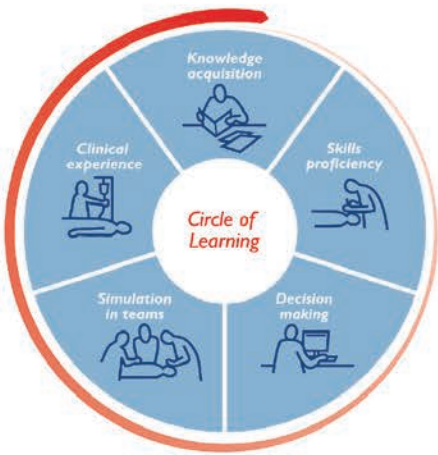 Knowledge
acquisition
Skills
proficiency
Decision
making
Simulation
in teams
Clinical
experience
Circle of
Learning